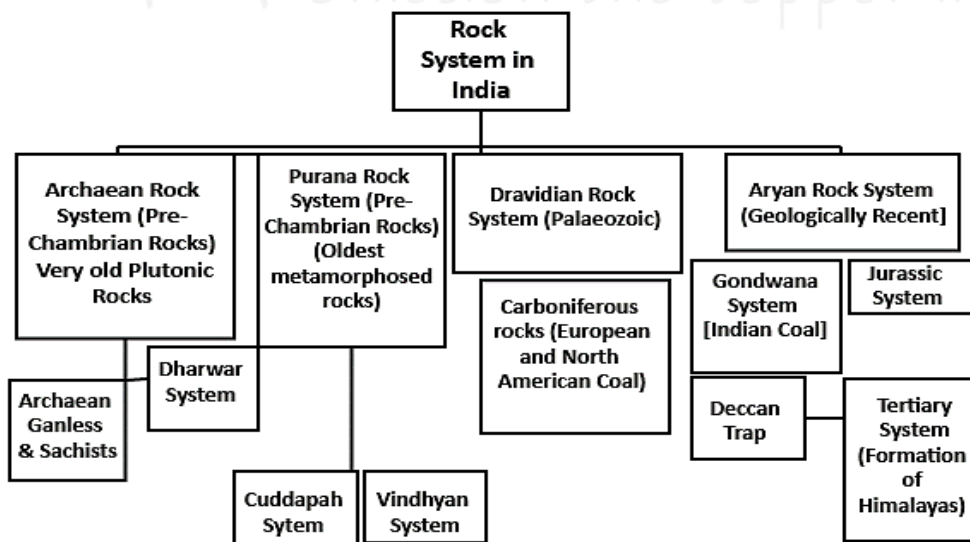 Rock
System in
India
Archaean Rock
System (Pre-
Chambrian Rocks)
Very old Plutonic
Rocks
Purana Rock
System (Pre-
Chambrian Rocks)
(Oldest
metamorphosed
rocks)
Dravidian Rock
System (Palaeozoic)
Aryan Rock System
(Geologically Recent]
Archaean
Ganless
& Sachists
Dharwar
System
Cuddapah
Sytem
Vindhyan
System
Carboniferous
rocks (European
and North
American Coal)
Gondwana
System
[Indian Coal]
Jurassic
System
Deccan
Trap
Tertiary
System
(Formation
of
Himalayas)